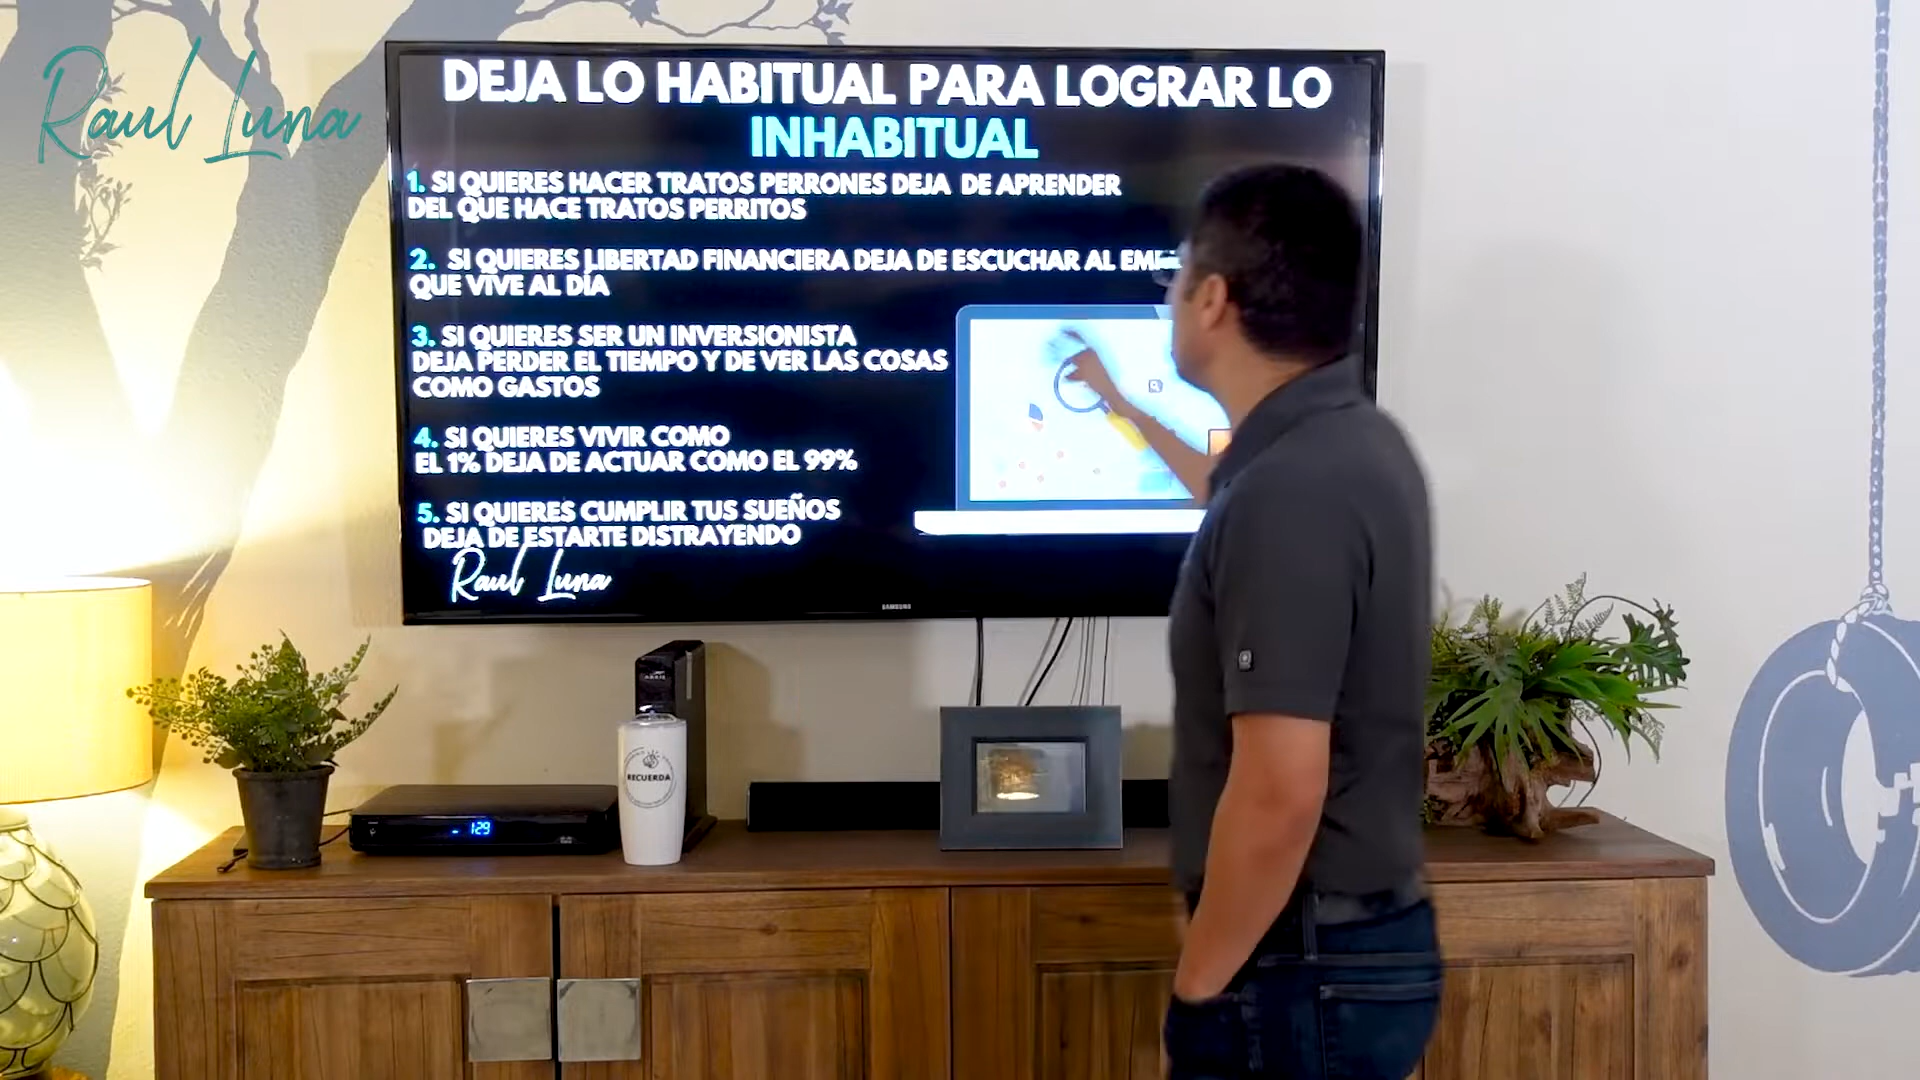 Raul Luna
DEJA LO HABITUAL PARA LOGRAR LO
INHABITUAL
1. SI QUIERES HACER TRATOS PERRONES DEJA DE APRENDER
DEL QUE HACE TRATOS PERRITOS
2. SI QUIERES LIBERTAD FINANCIERA DEJA DE ESCUCHAR AL
QUE VIVE AL DÍA
3. SI QUIERES SER UN INVERSIONISTA
DEJA PERDER EL TIEMPO Y DE VER LAS COSAS
COMO GASTOS
4. SI QUIERES VIVIR COMO
EL 1% DEJA DE ACTUAR COMO EL 99%
5. SI QUIERES CUMPLIR TUS SUEÑOS
DEJA DE ESTARTE DISTRAYENDO
Raul Luna
SAMSUNG
ARRIS
RECUERDA
129